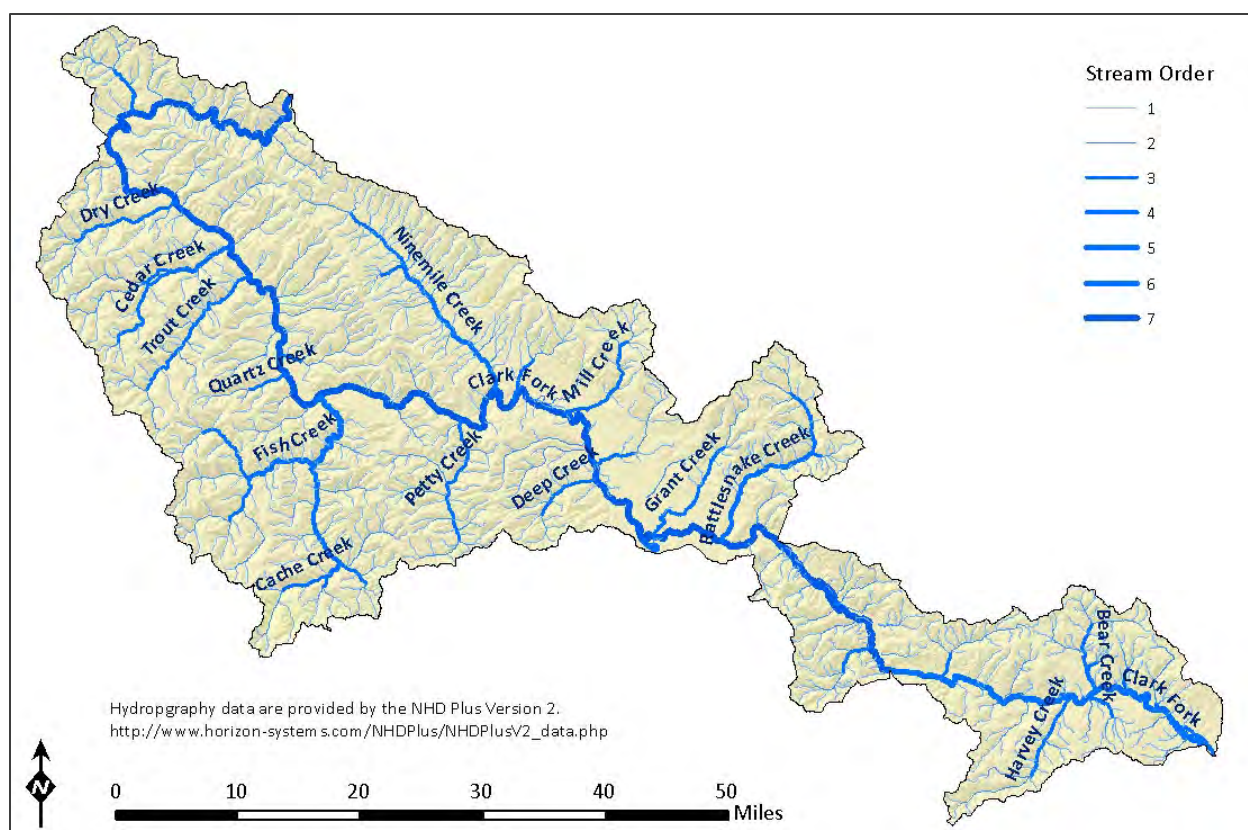 Stream Order
1
2
3
4
5
6
7
Dry Creek
Cedar Creek
Trout Creek
Quartz Creek
Ninemile Creek
Clark Fork
Mill Creek
Fish Creek
Petty Creek
Deep Creek
Grant Creek
Battlesnake Creek
Cache Creek
Bear Creek
Clark Fork
Harvey Creek
Hydropgraphy data are provided by the NHD Plus Version 2.
http://www.horizon-systems.com/NHDPlus/NHDPlusV2_data.php
N
0 10 20 30 40 50
Miles